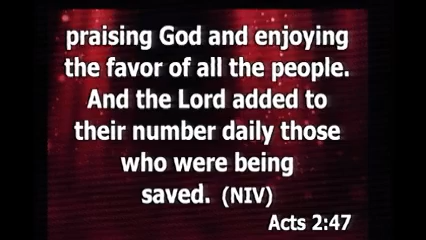 praising God and enjoying
the favor of all the people.
And the Lord added to
their number daily those
who were being
saved. (NIV)
Acts 2:47